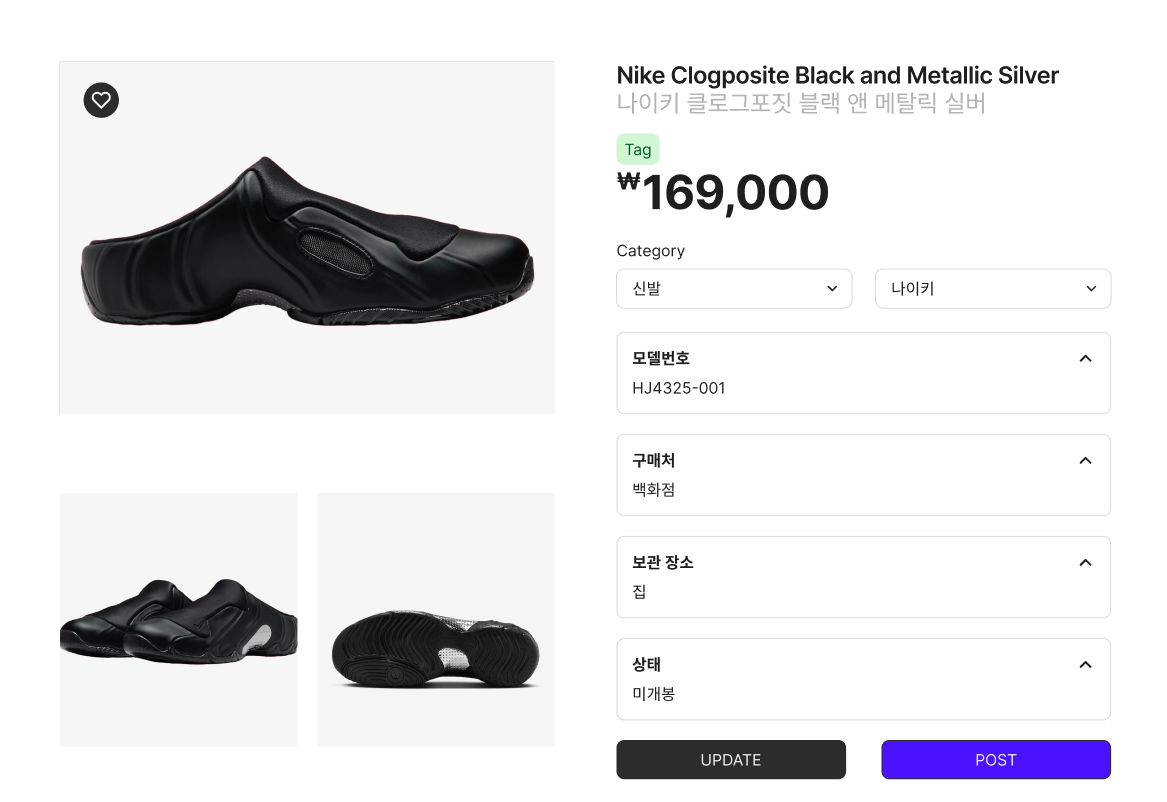 Nike Clogposite Black and Metallic Silver
나이키 클로그포짓 블랙 앤 메탈릭 실버
Tag
₩169,000
Category
신발
나이키
모델번호
HJ4325-001
구매처
백화점
보관 장소
집
상태
미개봉
UPDATE
POST